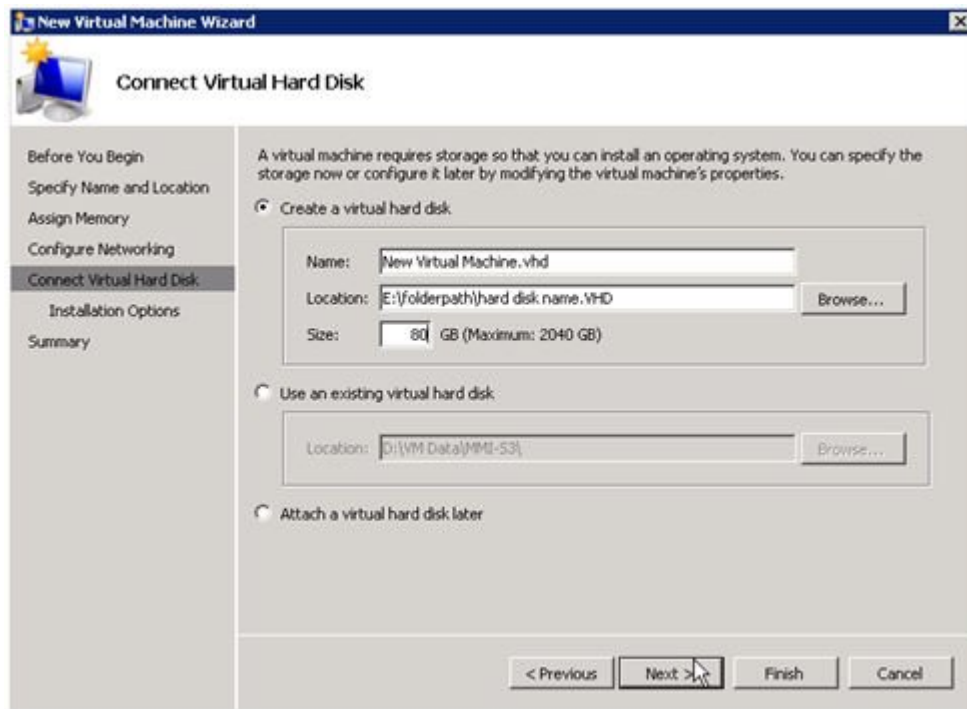 New Virtual Machine Wizard
Connect Virtual Hard Disk
Before You Begin
Specify Name and Location
Assign Memory
Configure Networking
Connect Virtual Hard Disk
Installation Options
Summary
A virtual machine requires storage so that you can install an operating system. You can specify the
storage now or configure it later by modifying the virtual machine's properties.
Create a virtual hard disk
Name: New Virtual Machine.vhd
Location: E:\folderpath\hard disk name.VHD Browse...
Size: 80 GB (Maximum: 2040 GB)
Use an existing virtual hard disk
Location: D:\VM Data\MMI-S3\ Browse...
Attach a virtual hard disk later
< Previous Next > Finish Cancel